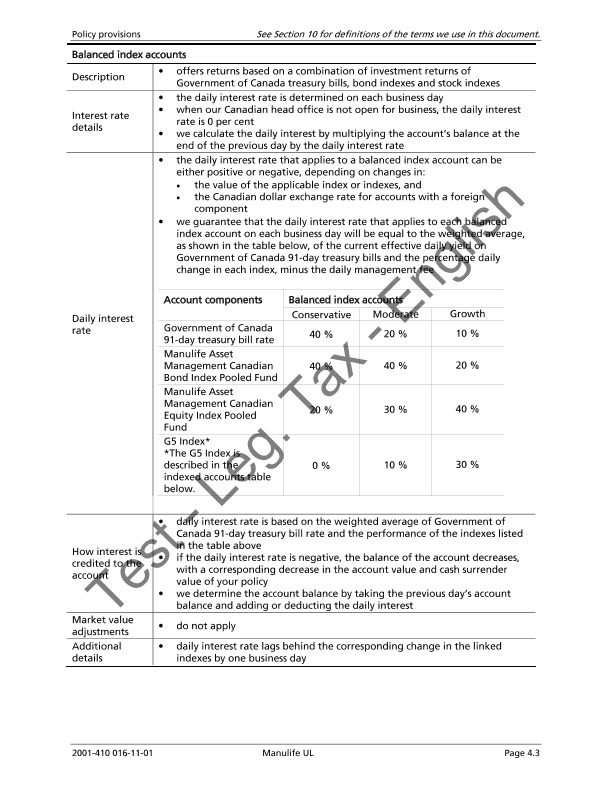 Policy provisions See Section 10 for definitions of the terms we use in this document.
Balanced index accounts
Description
• offers returns based on a combination of investment returns of
Government of Canada treasury bills, bond indexes and stock indexes
Interest rate
details
• the daily interest rate is determined on each business day
• when our Canadian head office is not open for business, the daily interest
rate is 0 per cent
• we calculate the daily interest by multiplying the account's balance at the
end of the previous day by the daily interest rate
Daily interest
rate
• the daily interest rate that applies to a balanced index account can be
either positive or negative, depending on changes in:
• the value of the applicable index or indexes, and
• the Canadian dollar exchange rate for accounts with a foreign
component
• we guarantee that the daily interest rate that applies to each balanced
index account on each business day will be equal to the weighted average,
as shown in the table below, of the current effective daily yield on
Government of Canada 91-day treasury bills and the percentage daily
change in each index, minus the daily management fee
Account components Balanced index accounts
Conservative Moderate Growth
Government of Canada
91-day treasury bill rate
40 % 20 % 10 %
Manulife Asset
Management Canadian
Bond Index Pooled Fund
40 % 40 % 20 %
Manulife Asset
Management Canadian
Equity Index Pooled
Fund
20 % 30 % 40 %
G5 Index*
*The G5 Index is
described in the
indexed accounts table
below.
0 % 10 % 30 %
How interest is
credited to the
account
• daily interest rate is based on the weighted average of Government of
Canada 91-day treasury bill rate and the performance of the indexes listed
in the table above
• if the daily interest rate is negative, the balance of the account decreases,
with a corresponding decrease in the account value and cash surrender
value of your policy
• we determine the account balance by taking the previous day's account
balance and adding or deducting the daily interest
Market value
adjustments
• do not apply
Additional
details
• daily interest rate lags behind the corresponding change in the linked
indexes by one business day
Test - Leg. Tax - English
2001-410 016-11-01 Manulife UL Page 4.3